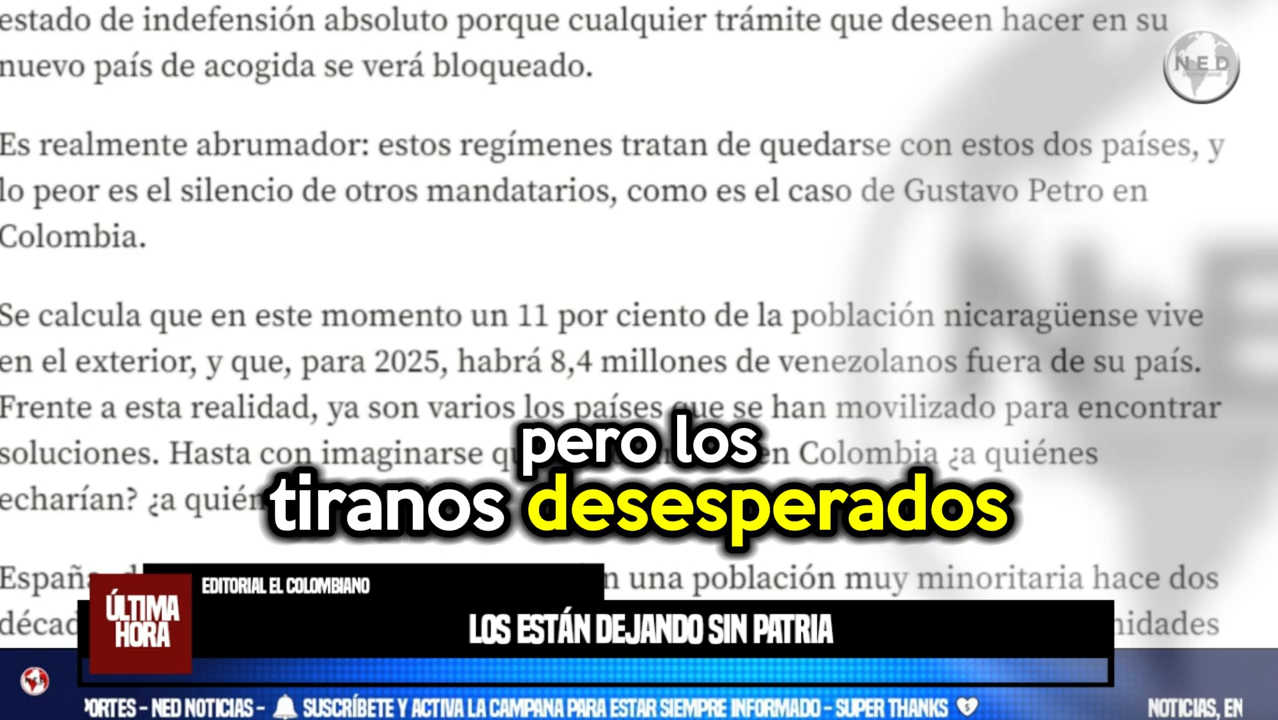 estado de indefensión absoluto porque cualquier trámite que deseen hacer en su
nuevo país de acogida se verá bloqueado.
NED
Es realmente abrumador: estos regímenes tratan de quedarse con estos dos países, y
lo peor es el silencio de otros mandatarios, como es el caso de Gustavo Petro en
Colombia.
Se calcula que en este momento un 11 por ciento de la población nicaragüense vive
en el exterior, y que, para 2025, habrá 8,4 millones de venezolanos fuera de su país.
Frente a esta realidad, ya son varios los países que se han movilizado para encontrar
soluciones. Hasta con imaginarse en Colombia ¿a quiénes
echarían? ¿a
pero los
tiranos desesperados
España una población muy minoritaria hace dos
EDITORIAL EL COLOMBIANO
ÚLTIMA
HORA
LOS ESTÁN DEJANDO SIN PATRIA
PORTES - NED NOTICIAS - SUSCRÍBETE Y ACTIVA LA CAMPANA PARA ESTAR SIEMPRE INFORMADO - SUPER THANKS NOTICIAS, EN